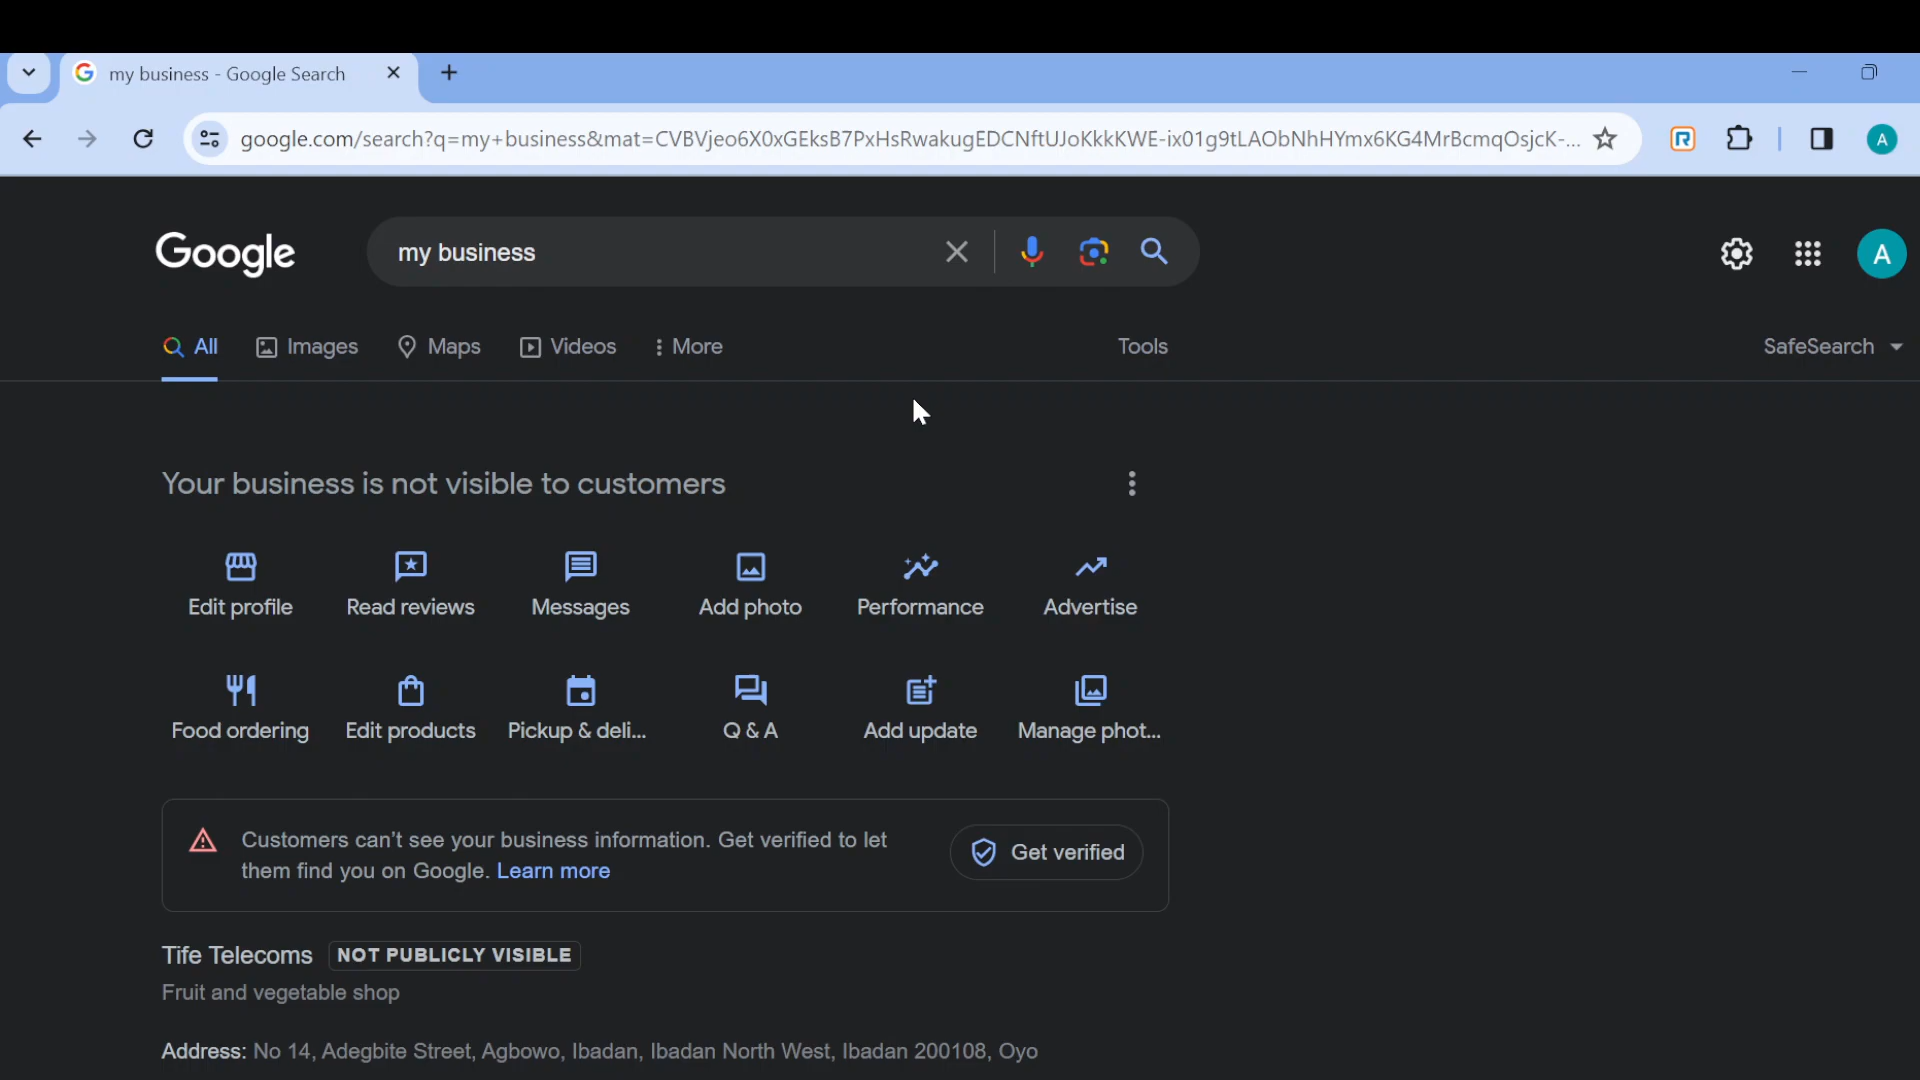 my business - Google Search
google.com/search?q=my+business&mat=CVBVjeo6X0xGEksB7PxHsRwakugEDCNftUJoKkkKWE-ix01g9tLAObNhHYmx6KG4MrBcmqOsjcK-...
A
Google
my business
A
All Images Maps Videos More Tools SafeSearch
Your business is not visible to customers
Edit profile Read reviews Messages Add photo Performance Advertise
Food ordering Edit products Pickup & deli... Q & A Add update Manage phot...
Customers can't see your business information. Get verified to let
them find you on Google. Learn more
Get verified
Tife Telecoms NOT PUBLICLY VISIBLE
Fruit and vegetable shop
Address: No 14, Adegbite Street, Agbowo, Ibadan, Ibadan North West, Ibadan 200108, Oyo